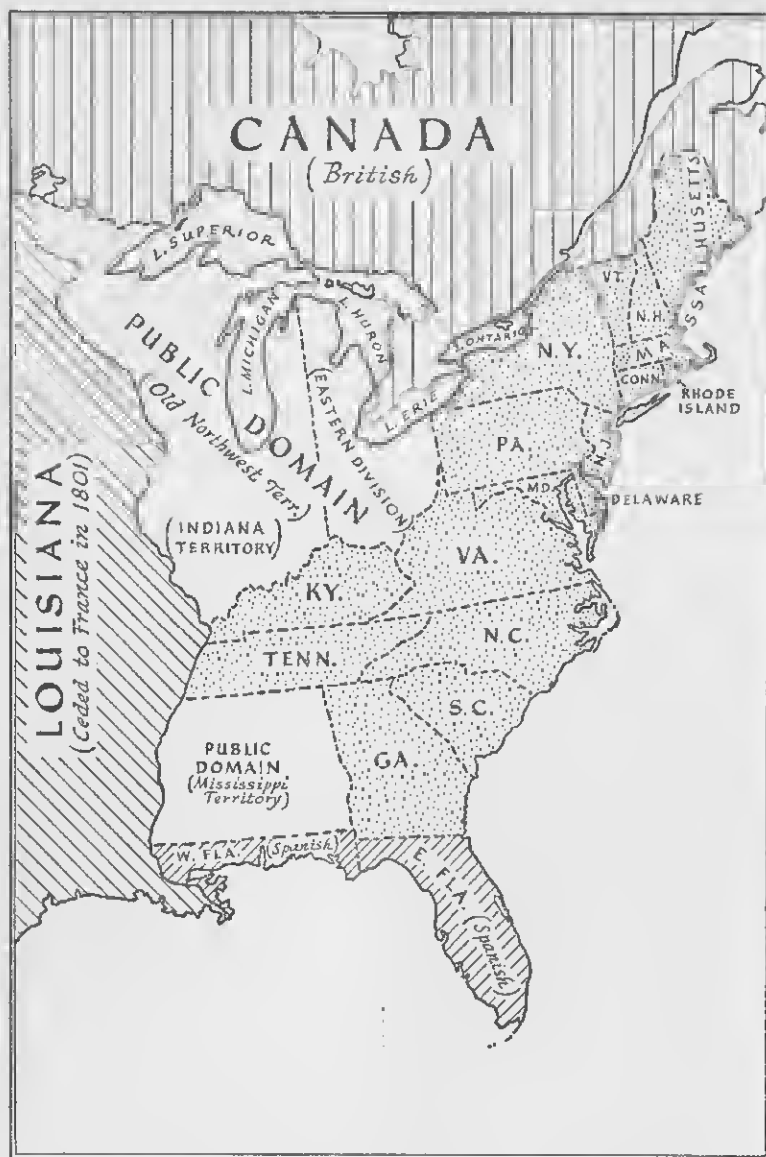 CANADA
(British)
L. SUPERIOR
L. MICHIGAN
L. HURON
L. ONTARIO
L. ERIE
PUBLIC DOMAIN
(Old Northwest Terr.)
(EASTERN DIVISION)
(INDIANA
TERRITORY)
LOUISIANA
(Ceded to France in 1801)
MASSACHUSETTS
VT.
N.H.
N.Y.
MA
CONN.
RHODE
ISLAND
PA.
N.J.
MD.
DELAWARE
VA.
KY.
N.C.
TENN.
S.C.
GA.
PUBLIC
DOMAIN
(Mississippi
Territory)
W. FLA. (Spanish)
E. FLA. (Spanish)